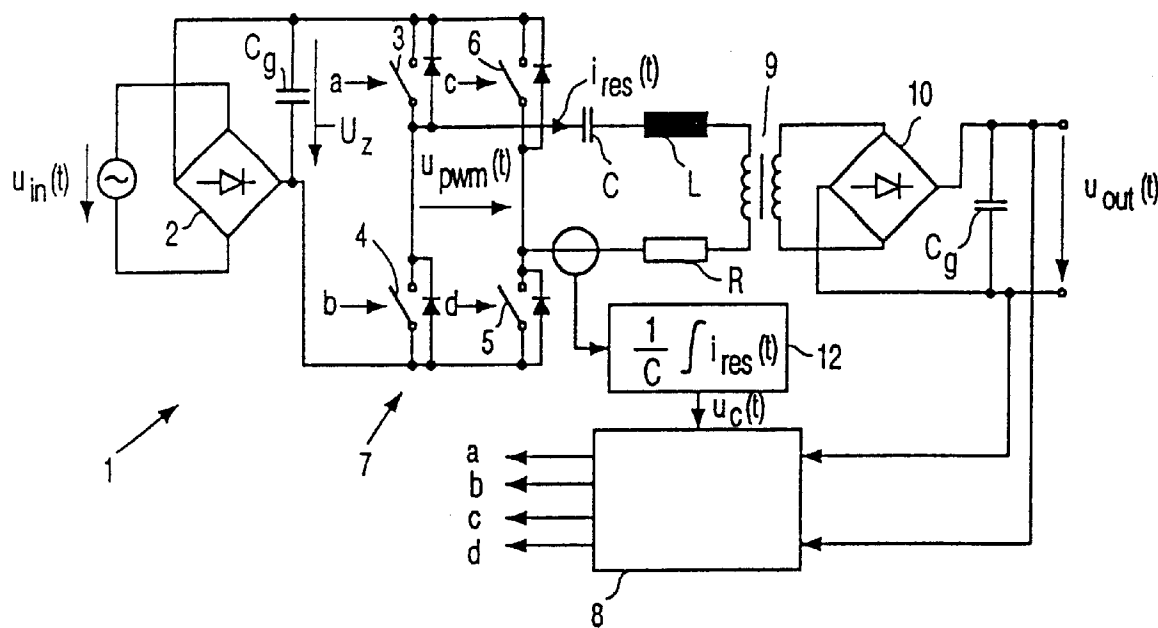 3
6
9
10
C_g
a
c
i_res(t)
U_z
u_in(t)
2
u_pwm(t)
C
L
u_out(t)
4
R
C_g
b
d
5
1/C ∫ i_res(t)
12
u_c(t)
1
7
a
b
c
d
8